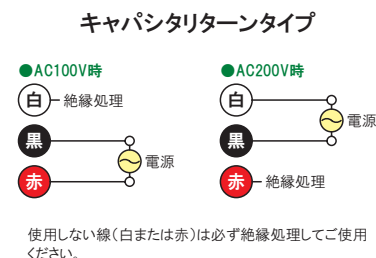 キャパシタリターンタイプ
●AC100V時
●AC200V時
白 絶縁処理
黒
赤
電源
白
黒
電源
赤 絶縁処理
使用しない線（白または赤）は必ず絶縁処理してご使用
ください。